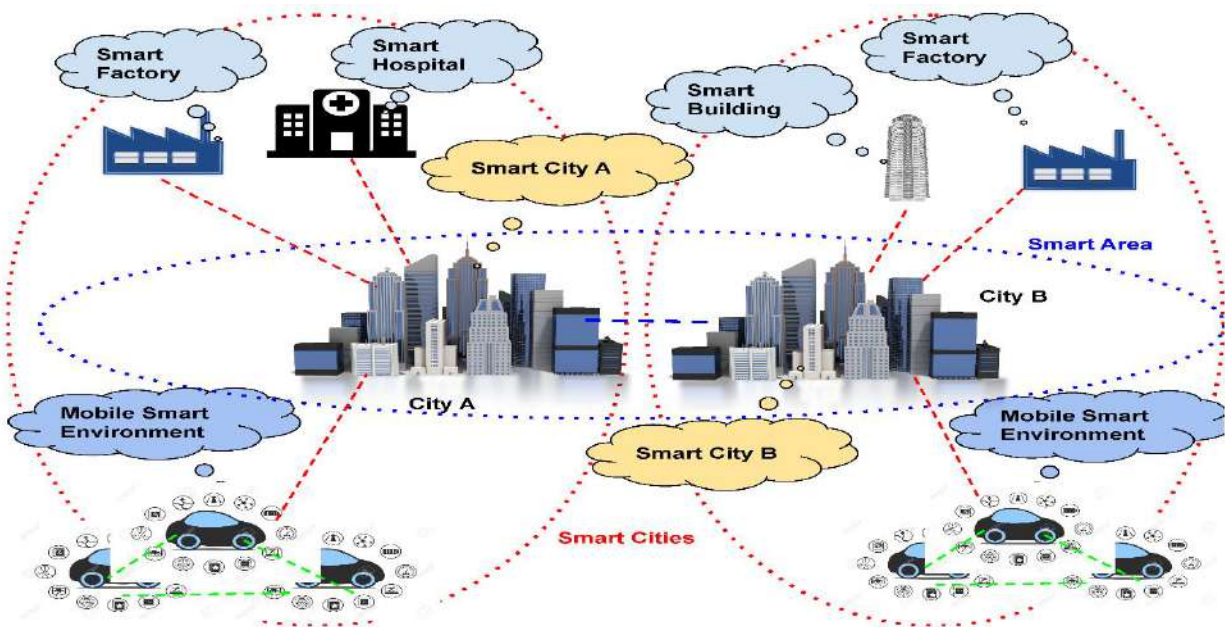 Smart
Factory
Smart
Hospital
Smart
Factory
Smart
Building
Smart City A
Smart Area
City B
City A
Mobile Smart
Environment
Mobile Smart
Environment
Smart City B
Smart Cities